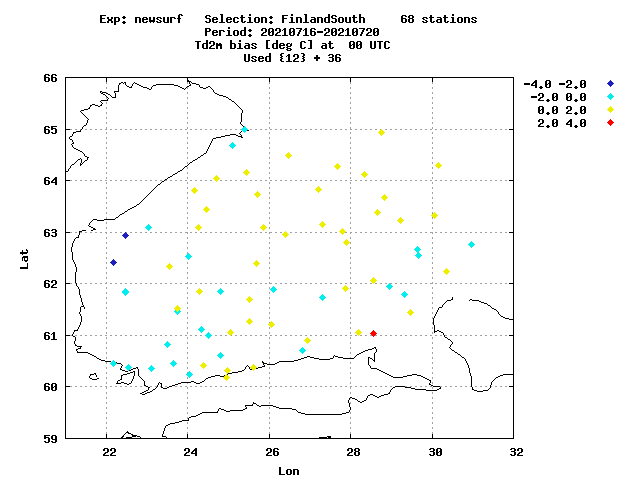 Exp: newsurf Selection: FinlandSouth 68 stations
Period: 20210716-20210720
Td2m bias [deg C] at 00 UTC
Used {12} + 36
66
65
64
63
62
61
60
59
Lat
22 24 26 28 30 32
Lon
-4.0 -2.0
-2.0 0.0
0.0 2.0
2.0 4.0